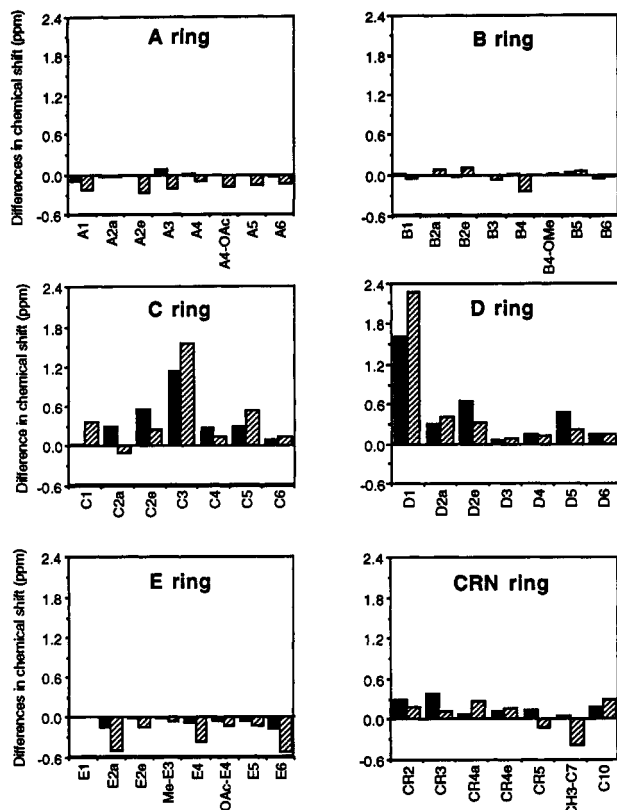 A ring
B ring
Differences in chemical shift (ppm)
2.4
1.8
1.2
0.6
0.0
-0.6
A1
A2a
A2e
A3
A4
A4-OAc
A5
A6
2.4
1.8
1.2
0.6
0.0
-0.6
B1
B2a
B2e
B3
B4
B4-OMe
B5
B6
C ring
D ring
Difference in chemical shift (ppm)
2.4
1.8
1.2
0.6
0.0
-0.6
C1
C2a
C2e
C3
C4
C5
C6
2.4
1.8
1.2
0.6
0.0
-0.6
D1
D2a
D2e
D3
D4
D5
D6
E ring
CRN ring
Differences in chemical shift (ppm)
2.4
1.8
1.2
0.6
0.0
-0.6
E1
E2a
E2e
Me-E3
E4
OAc-E4
E5
E6
2.4
1.8
1.2
0.6
0.0
-0.6
CR2
CR3
CR4a
CR4e
CR5
CH3-C7
C10